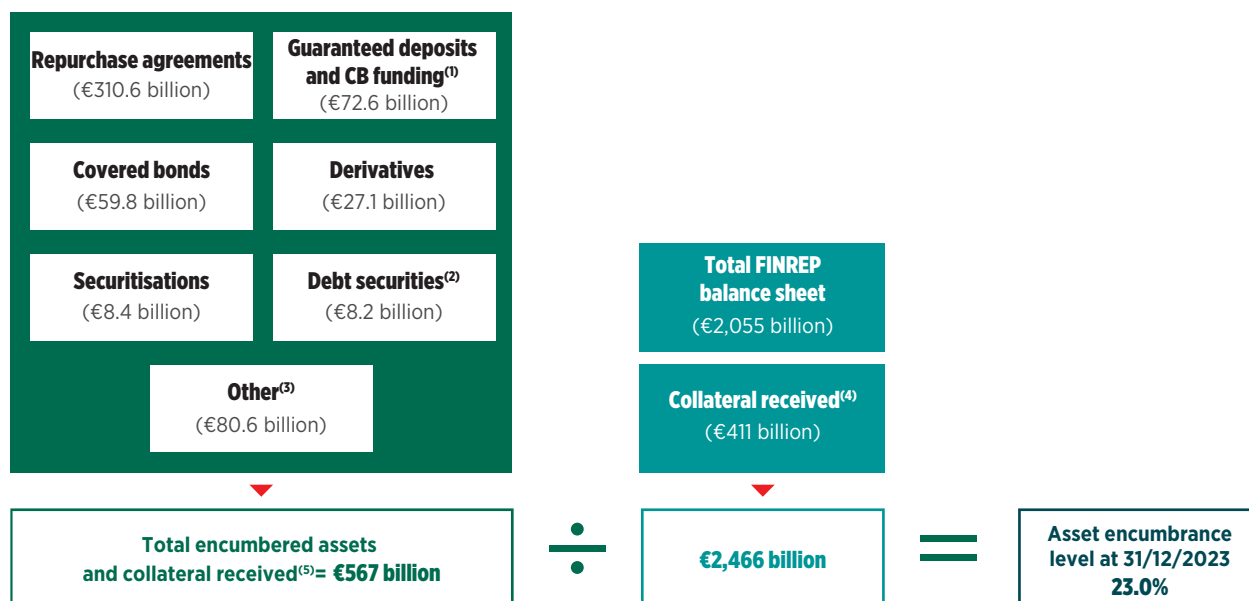 Repurchase agreements
(€310.6 billion)
Guaranteed deposits
and CB funding(1)
(€72.6 billion)
Covered bonds
(€59.8 billion)
Derivatives
(€27.1 billion)
Securitisations
(€8.4 billion)
Debt securities(2)
(€8.2 billion)
Other(3)
(€80.6 billion)
Total FINREP
balance sheet
(€2,055 billion)
Collateral received(4)
(€411 billion)
Total encumbered assets
and collateral received(5)= €567 billion
÷
€2,466 billion
=
Asset encumbrance
level at 31/12/2023
23.0%